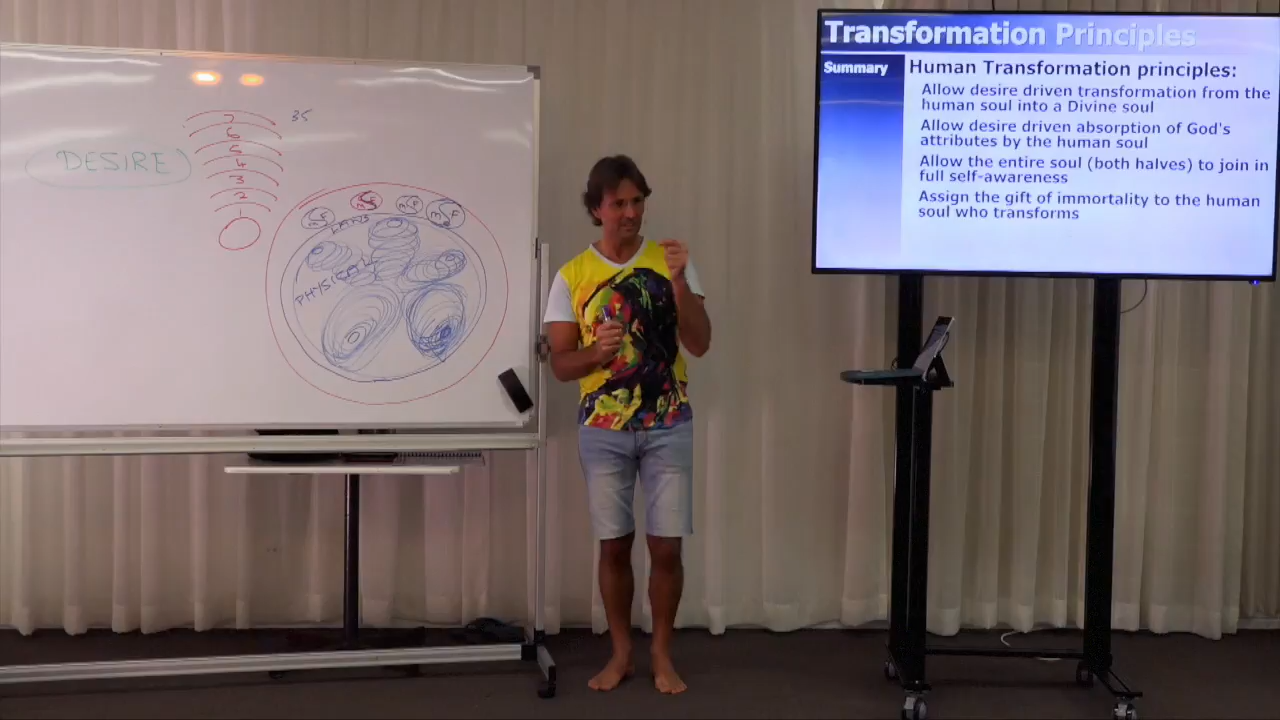 DESIRE
7
6
5
4
3
2
1
35
M F
M F
M F
LAWS
PHYSICAL
Transformation Principles
Summary
Human Transformation principles:
Allow desire driven transformation from the
human soul into a Divine soul
Allow desire driven absorption of God's
attributes by the human soul
Allow the entire soul (both halves) to join in
full self-awareness
Assign the gift of immortality to the human
soul who transforms